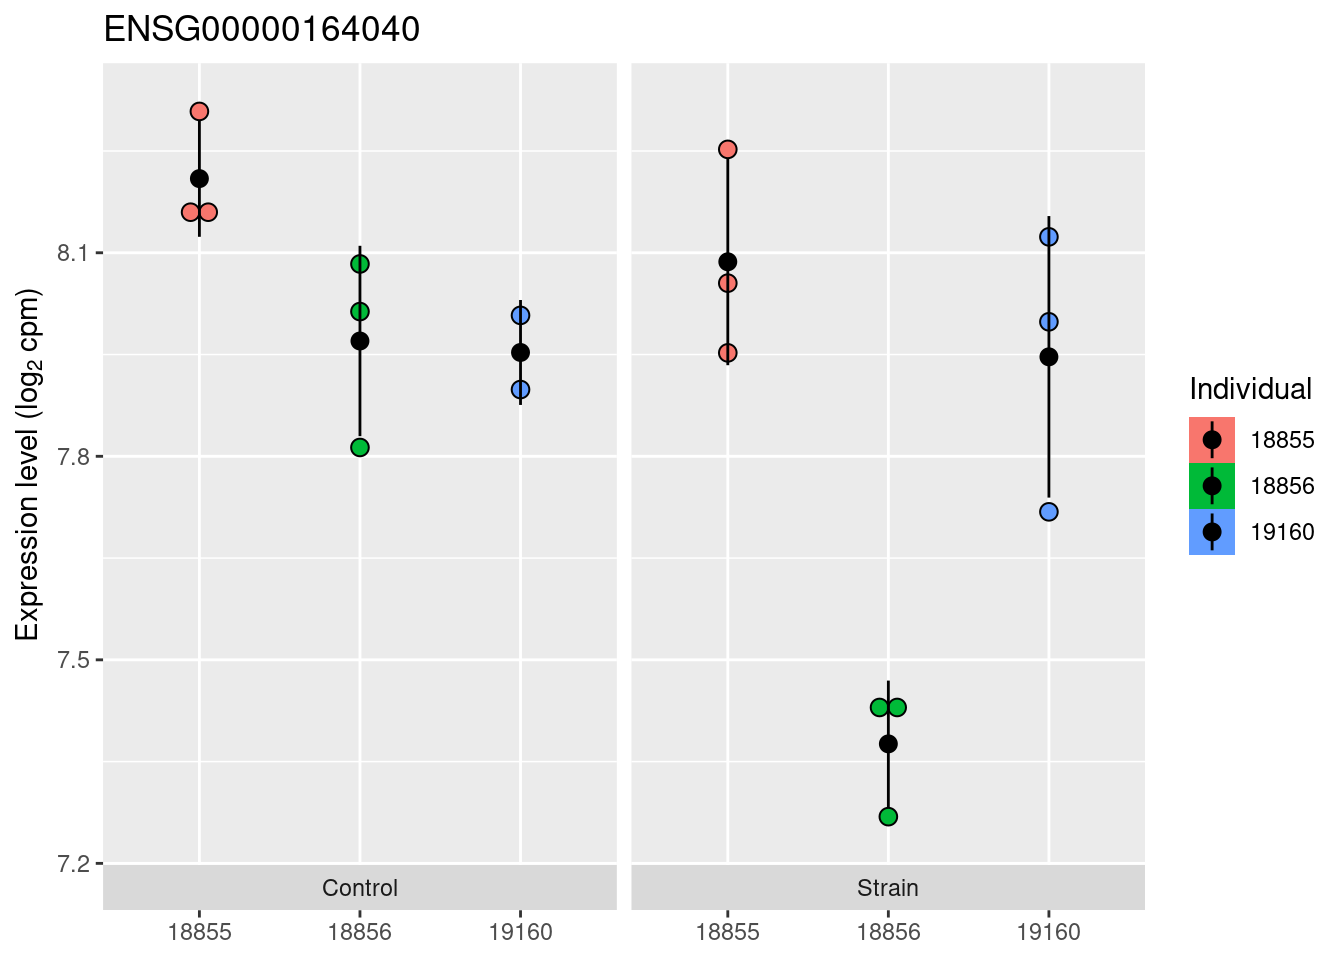 ENSG00000164040
Expression level (log₂ cpm)
8.1
7.8
7.5
7.2
Control
Strain
18855
18856
19160
18855
18856
19160
Individual
18855
18856
19160